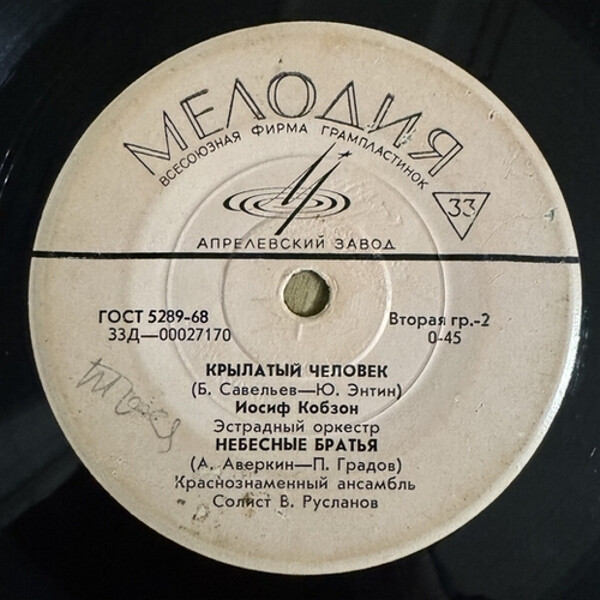 МЕЛОДИЯ
ВСЕСОЮЗНАЯ ФИРМА ГРАМПЛАСТИНОК
33
АПРЕЛЕВСКИЙ ЗАВОД
ГОСТ 5289-68
33Д—00027170
Вторая гр.-2
0-45
КРЫЛАТЫЙ ЧЕЛОВЕК
(Б. Савельев—Ю. Энтин)
Иосиф Кобзон
Эстрадный оркестр
НЕБЕСНЫЕ БРАТЬЯ
(А. Аверкин—П. Градов)
Краснознаменный ансамбль
Солист В. Русланов